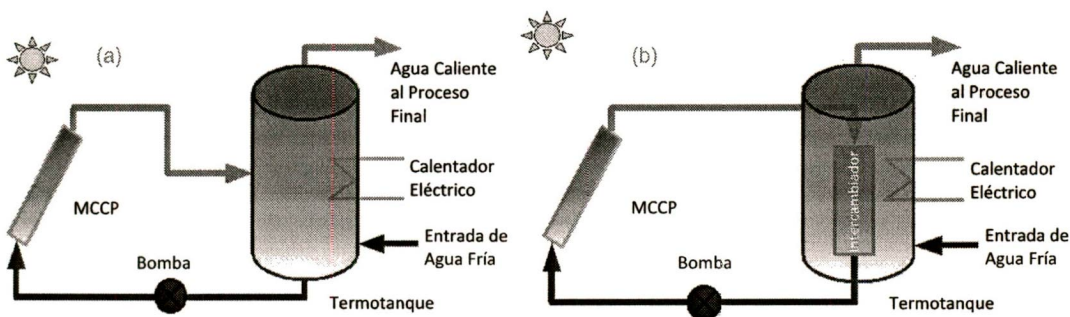 (a)
Agua Caliente
al Proceso
Final
MCCP
Calentador
Eléctrico
Entrada de
Agua Fría
Bomba
Termotanque
(b)
Agua Caliente
al Proceso
Final
Intercambiador
MCCP
Calentador
Eléctrico
Entrada de
Agua Fría
Bomba
Termotanque